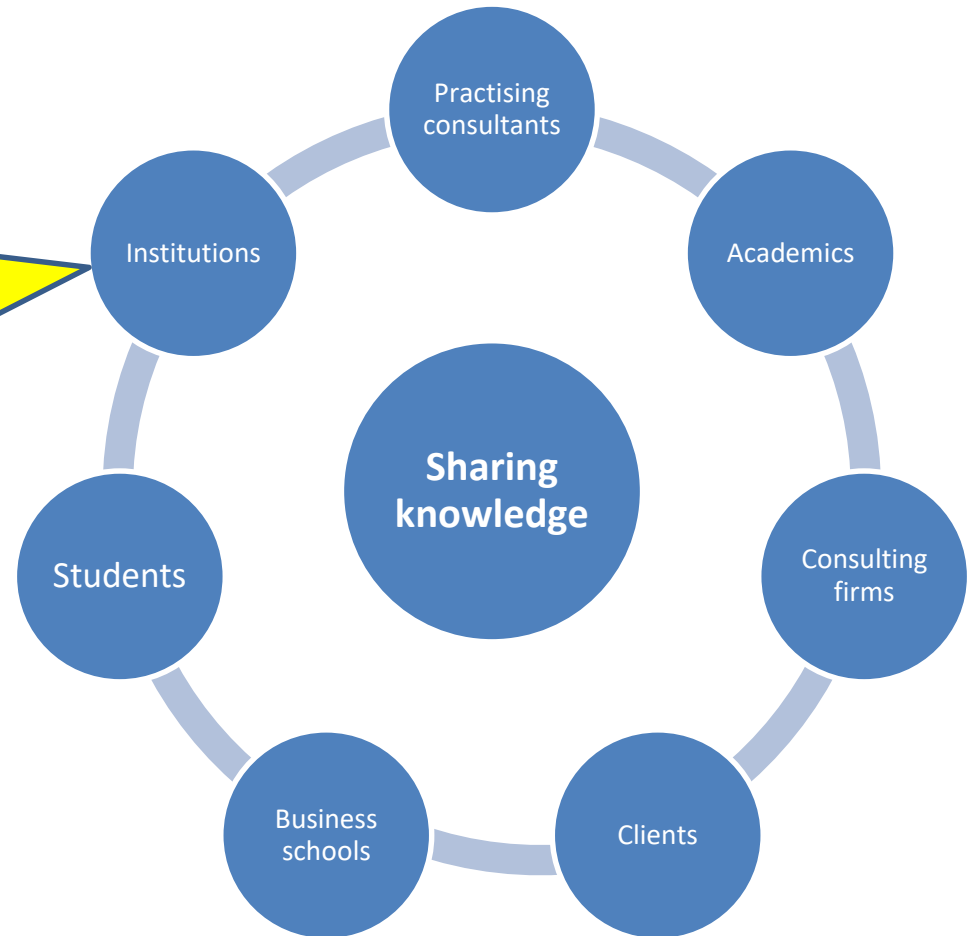 Practising
consultants
Academics
Consulting
firms
Clients
Business
schools
Students
Institutions
Sharing
knowledge